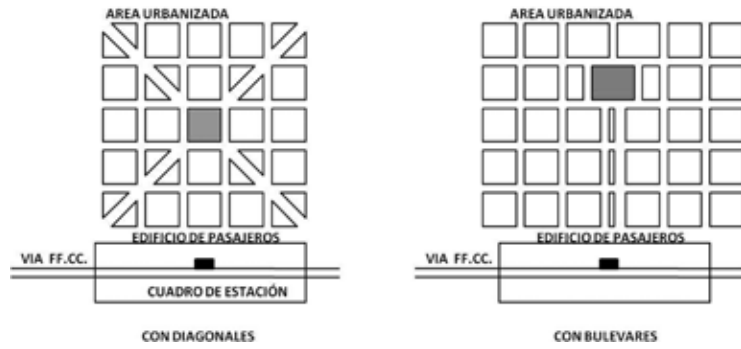 AREA URBANIZADA
EDIFICIO DE PASAJEROS
VIA FF.CC.
CUADRO DE ESTACIÓN
CON DIAGONALES
AREA URBANIZADA
EDIFICIO DE PASAJEROS
VIA FF.CC.
CON BULEVARES